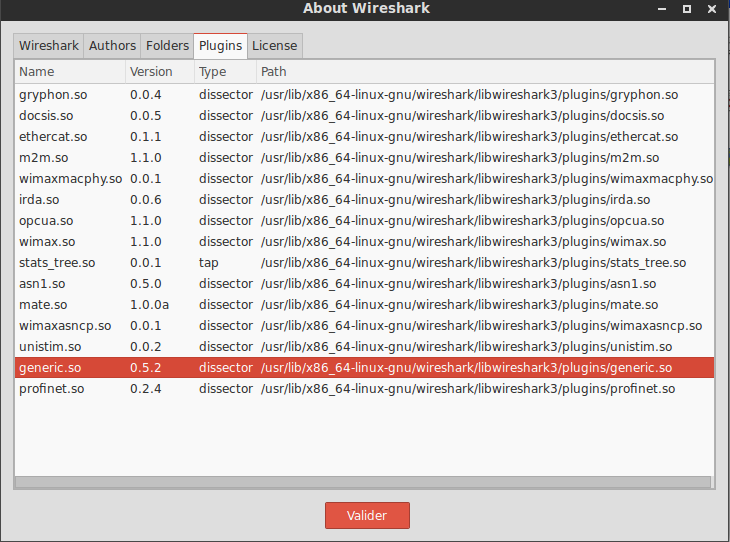 About Wireshark
Wireshark Authors Folders Plugins License
Name Version Type Path
gryphon.so 0.0.4 dissector /usr/lib/x86_64-linux-gnu/wireshark/libwireshark3/plugins/gryphon.so
docsis.so 0.0.5 dissector /usr/lib/x86_64-linux-gnu/wireshark/libwireshark3/plugins/docsis.so
ethercat.so 0.1.1 dissector /usr/lib/x86_64-linux-gnu/wireshark/libwireshark3/plugins/ethercat.so
m2m.so 1.1.0 dissector /usr/lib/x86_64-linux-gnu/wireshark/libwireshark3/plugins/m2m.so
wimaxmacphy.so 0.0.1 dissector /usr/lib/x86_64-linux-gnu/wireshark/libwireshark3/plugins/wimaxmacphy.so
irda.so 0.0.6 dissector /usr/lib/x86_64-linux-gnu/wireshark/libwireshark3/plugins/irda.so
opcua.so 1.1.0 dissector /usr/lib/x86_64-linux-gnu/wireshark/libwireshark3/plugins/opcua.so
wimax.so 1.1.0 dissector /usr/lib/x86_64-linux-gnu/wireshark/libwireshark3/plugins/wimax.so
stats_tree.so 0.0.1 tap /usr/lib/x86_64-linux-gnu/wireshark/libwireshark3/plugins/stats_tree.so
asn1.so 0.5.0 dissector /usr/lib/x86_64-linux-gnu/wireshark/libwireshark3/plugins/asn1.so
mate.so 1.0.0a dissector /usr/lib/x86_64-linux-gnu/wireshark/libwireshark3/plugins/mate.so
wimaxasncp.so 0.0.1 dissector /usr/lib/x86_64-linux-gnu/wireshark/libwireshark3/plugins/wimaxasncp.so
unistim.so 0.0.2 dissector /usr/lib/x86_64-linux-gnu/wireshark/libwireshark3/plugins/unistim.so
generic.so 0.5.2 dissector /usr/lib/x86_64-linux-gnu/wireshark/libwireshark3/plugins/generic.so
profinet.so 0.2.4 dissector /usr/lib/x86_64-linux-gnu/wireshark/libwireshark3/plugins/profinet.so
Valider